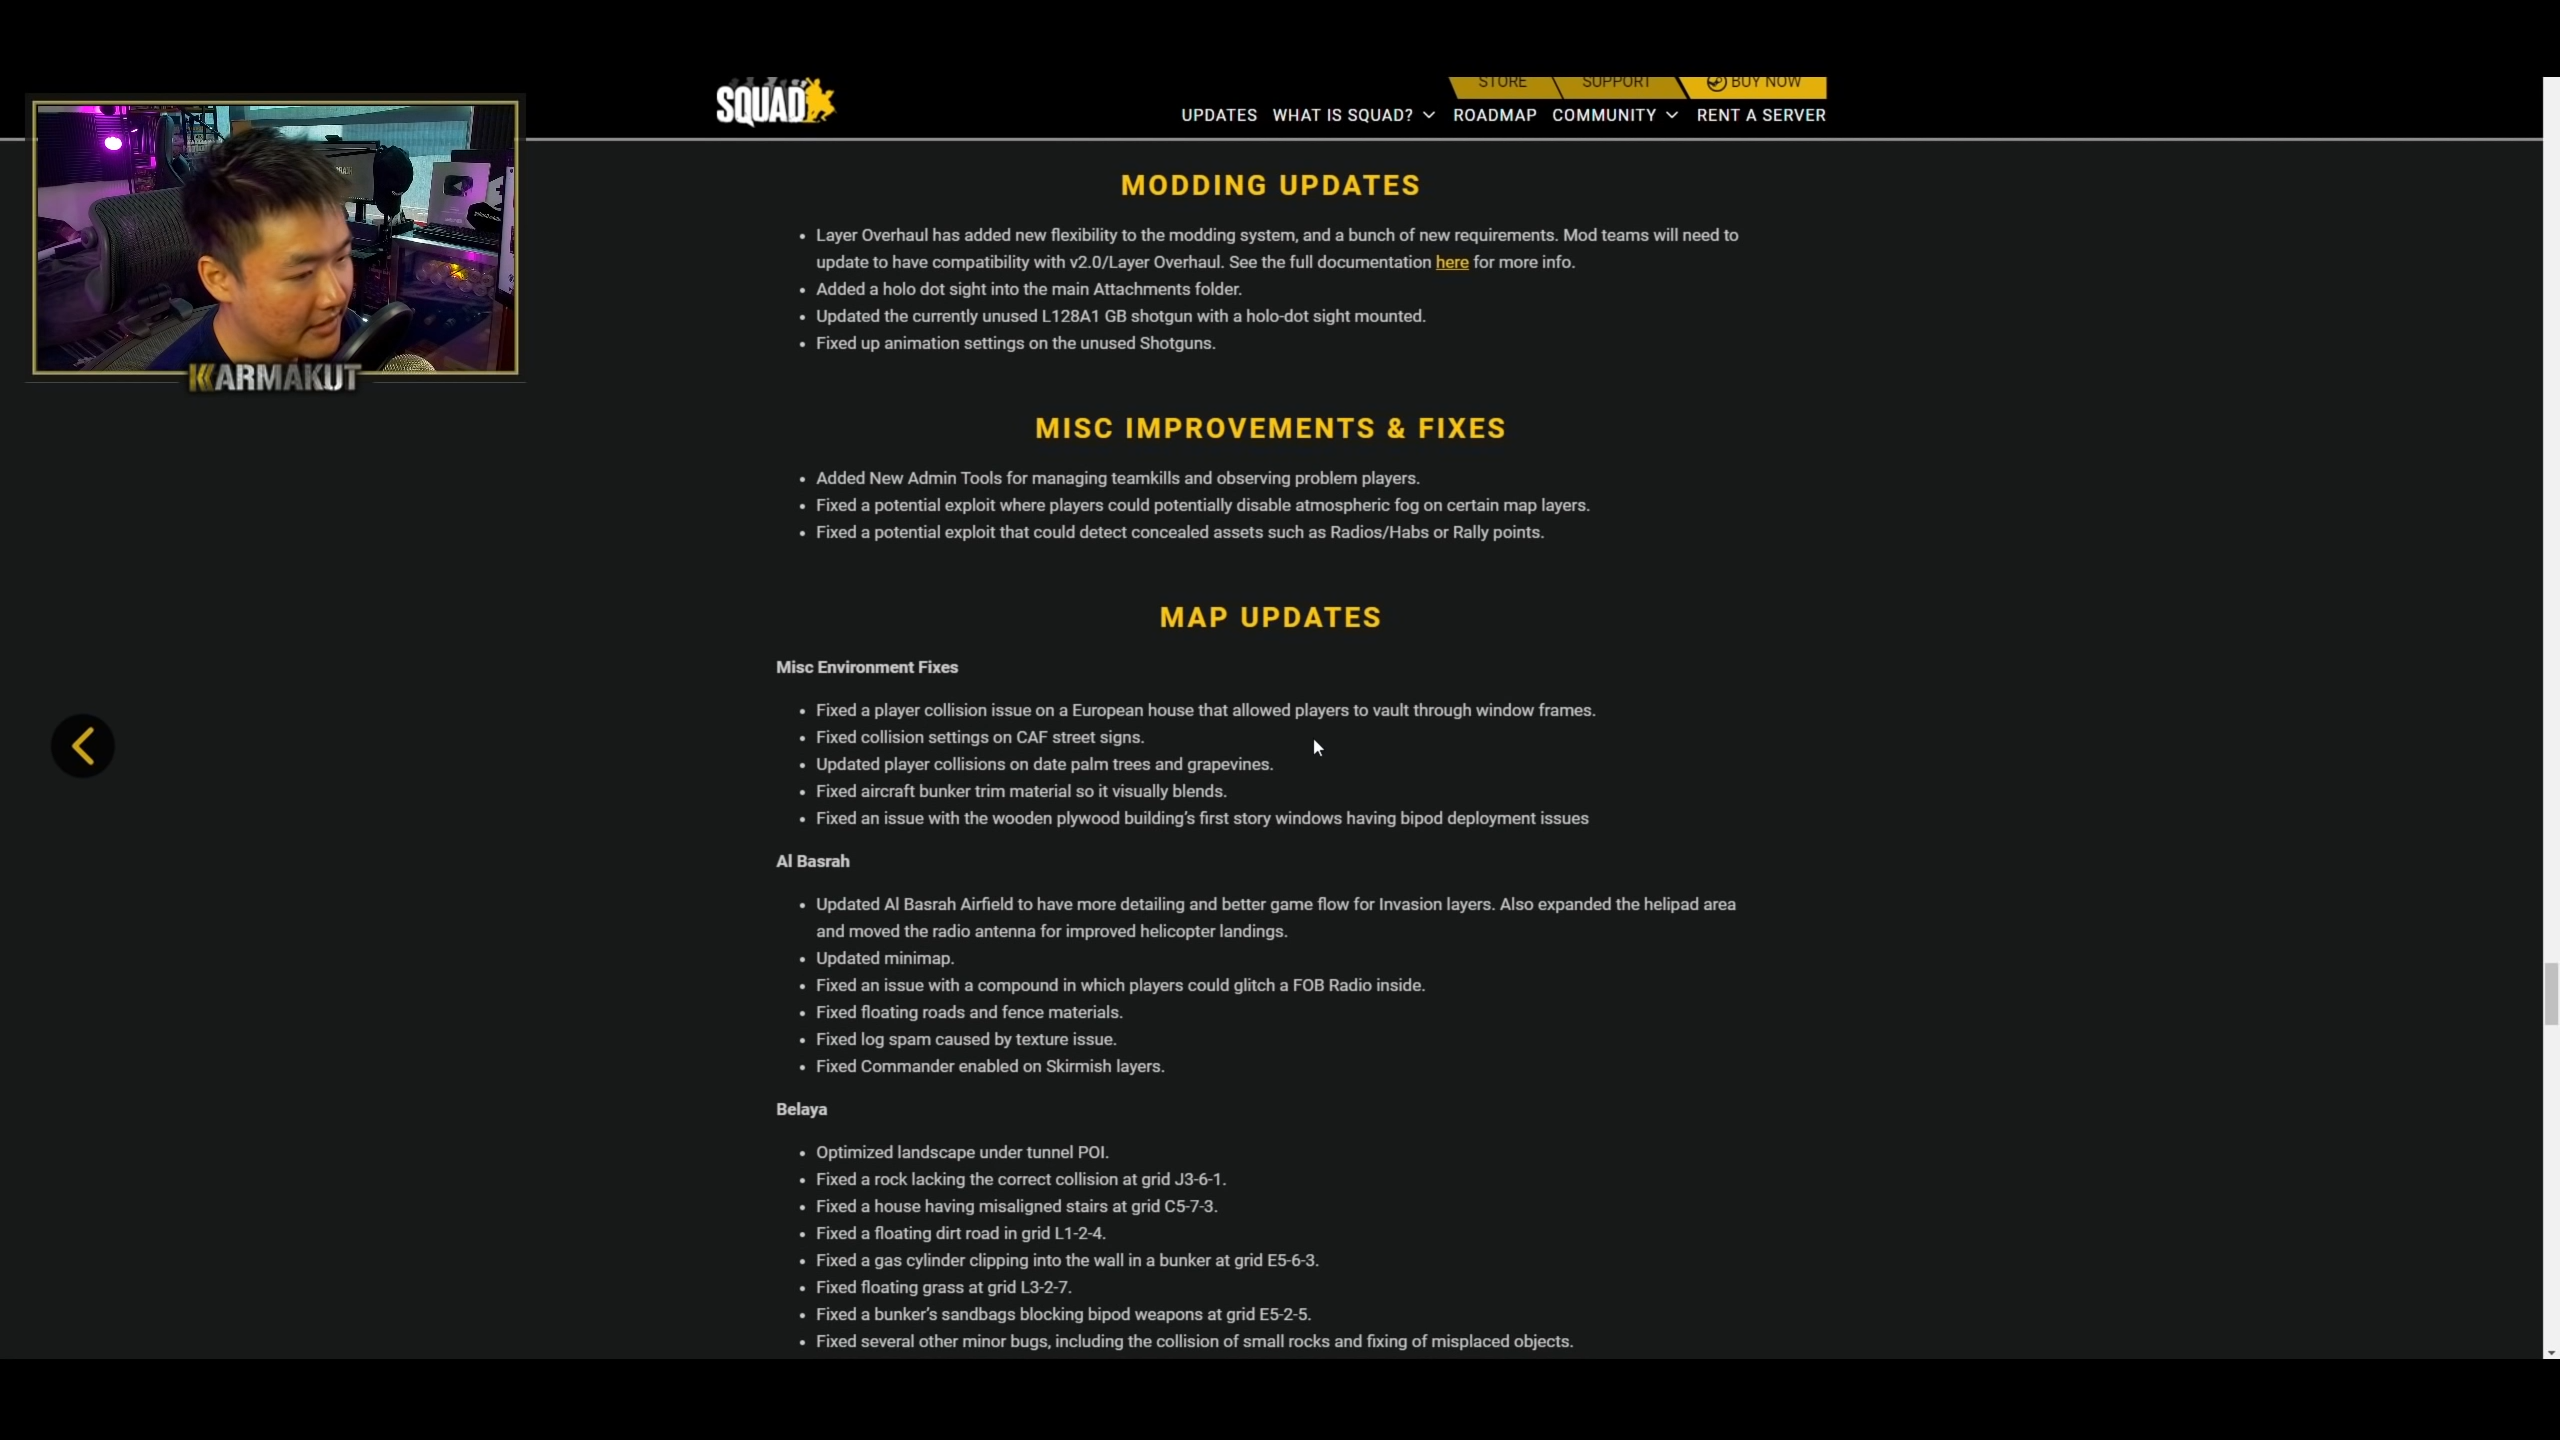 STORE SUPPORT BUY NOW
SQUAD
UPDATES WHAT IS SQUAD? ROADMAP COMMUNITY RENT A SERVER
KARMAKUT
MODDING UPDATES
• Layer Overhaul has added new flexibility to the modding system, and a bunch of new requirements. Mod teams will need to
update to have compatibility with v2.0/Layer Overhaul. See the full documentation here for more info.
• Added a holo dot sight into the main Attachments folder.
• Updated the currently unused L128A1 GB shotgun with a holo-dot sight mounted.
• Fixed up animation settings on the unused Shotguns.
MISC IMPROVEMENTS & FIXES
• Added New Admin Tools for managing teamkills and observing problem players.
• Fixed a potential exploit where players could potentially disable atmospheric fog on certain map layers.
• Fixed a potential exploit that could detect concealed assets such as Radios/Habs or Rally points.
MAP UPDATES
Misc Environment Fixes
• Fixed a player collision issue on a European house that allowed players to vault through window frames.
• Fixed collision settings on CAF street signs.
• Updated player collisions on date palm trees and grapevines.
• Fixed aircraft bunker trim material so it visually blends.
• Fixed an issue with the wooden plywood building's first story windows having bipod deployment issues
Al Basrah
• Updated Al Basrah Airfield to have more detailing and better game flow for Invasion layers. Also expanded the helipad area
and moved the radio antenna for improved helicopter landings.
• Updated minimap.
• Fixed an issue with a compound in which players could glitch a FOB Radio inside.
• Fixed floating roads and fence materials.
• Fixed log spam caused by texture issue.
• Fixed Commander enabled on Skirmish layers.
Belaya
• Optimized landscape under tunnel POI.
• Fixed a rock lacking the correct collision at grid J3-6-1.
• Fixed a house having misaligned stairs at grid C5-7-3.
• Fixed a floating dirt road in grid L1-2-4.
• Fixed a gas cylinder clipping into the wall in a bunker at grid E5-6-3.
• Fixed floating grass at grid L3-2-7.
• Fixed a bunker's sandbags blocking bipod weapons at grid E5-2-5.
• Fixed several other minor bugs, including the collision of small rocks and fixing of misplaced objects.